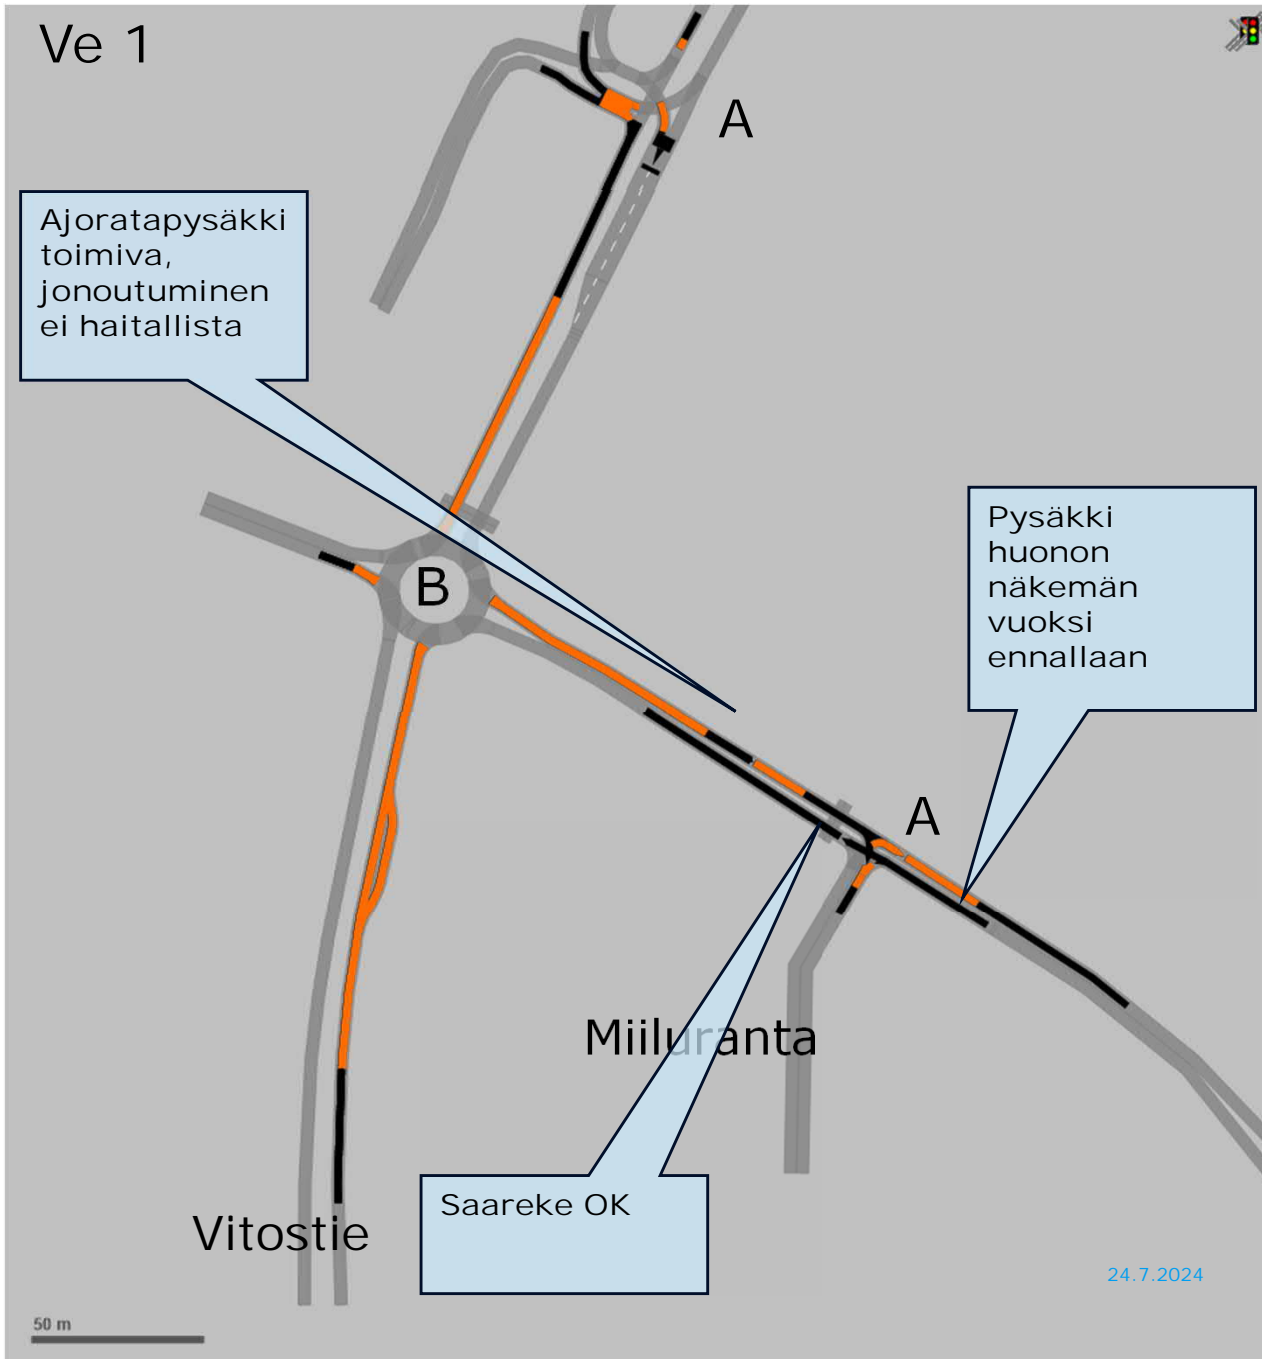 Ve 1
A
Ajoratapysäkki
toimiva,
jonoutuminen
ei haitallista
Pysäkki
huonon
näkemän
vuoksi
ennallaan
B
A
Miiluranta
Saareke OK
Vitostie
24.7.2024
50 m